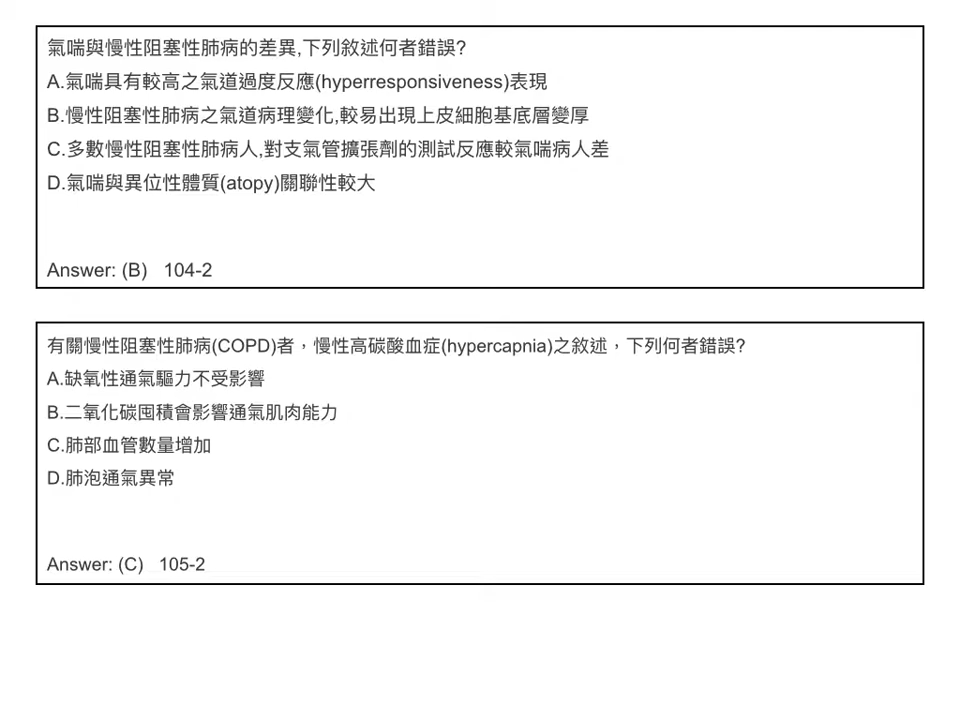 氣喘與慢性阻塞性肺病的差異,下列敘述何者錯誤?
A.氣喘具有較高之氣道過度反應(hyperresponsiveness)表現
B.慢性阻塞性肺病之氣道病理變化,較易出現上皮細胞基底層變厚
C.多數慢性阻塞性肺病人,對支氣管擴張劑的測試反應較氣喘病人差
D.氣喘與異位性體質(atopy)關聯性較大
Answer: (B) 104-2
有關慢性阻塞性肺病(COPD)者，慢性高碳酸血症(hypercapnia)之敘述，下列何者錯誤?
A.缺氧性通氣驅力不受影響
B.二氧化碳囤積會影響通氣肌肉能力
C.肺部血管數量增加
D.肺泡通氣異常
Answer: (C) 105-2